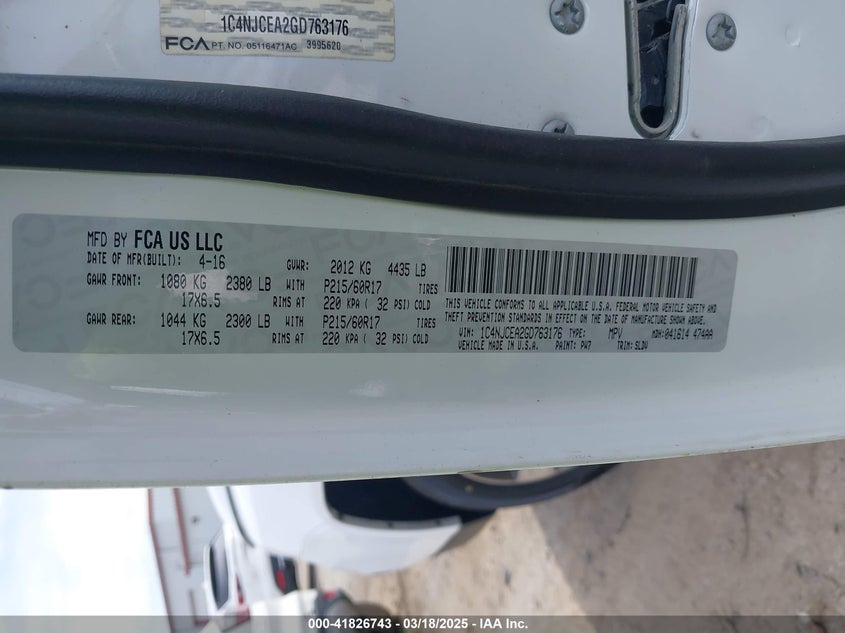 1C4NJCEA2GD763176
FCA PT. NO. 05116471AC 3995620
MFD BY FCA US LLC
DATE OF MFR(BUILT): 4-16 GVWR: 2012 KG 4435 LB
GAWR FRONT: 1080 KG 2380 LB WITH P215/60R17 TIRES
17X6.5 RIMS AT 220 KPA ( 32 PSI) COLD
GAWR REAR: 1044 KG 2300 LB WITH P215/60R17 TIRES
17X6.5 RIMS AT 220 KPA ( 32 PSI) COLD
THIS VEHICLE CONFORMS TO ALL APPLICABLE U.S.A. FEDERAL MOTOR VEHICLE SAFETY AND
THEFT PREVENTION STANDARDS IN EFFECT ON THE DATE OF MANUFACTURE SHOWN ABOVE.
VIN: 1C4NJCEA2GD763176 TYPE: MPV MDH:041614 474AAA
VEHICLE MADE IN U.S.A. PAINT: PW7 TRIM: SLDV
000-41826743 - 03/18/2025 - IAA Inc.